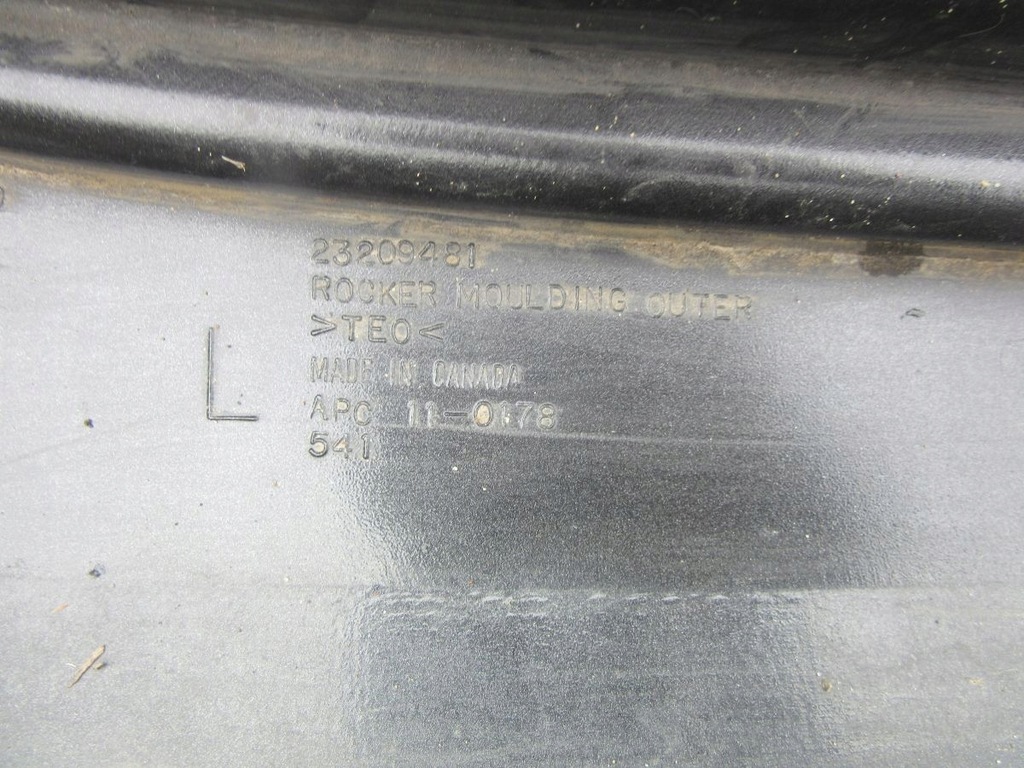 23209481
ROCKER MOULDING OUTER
>TEO<
MADE IN CANADA
L
APC 11-0178
541